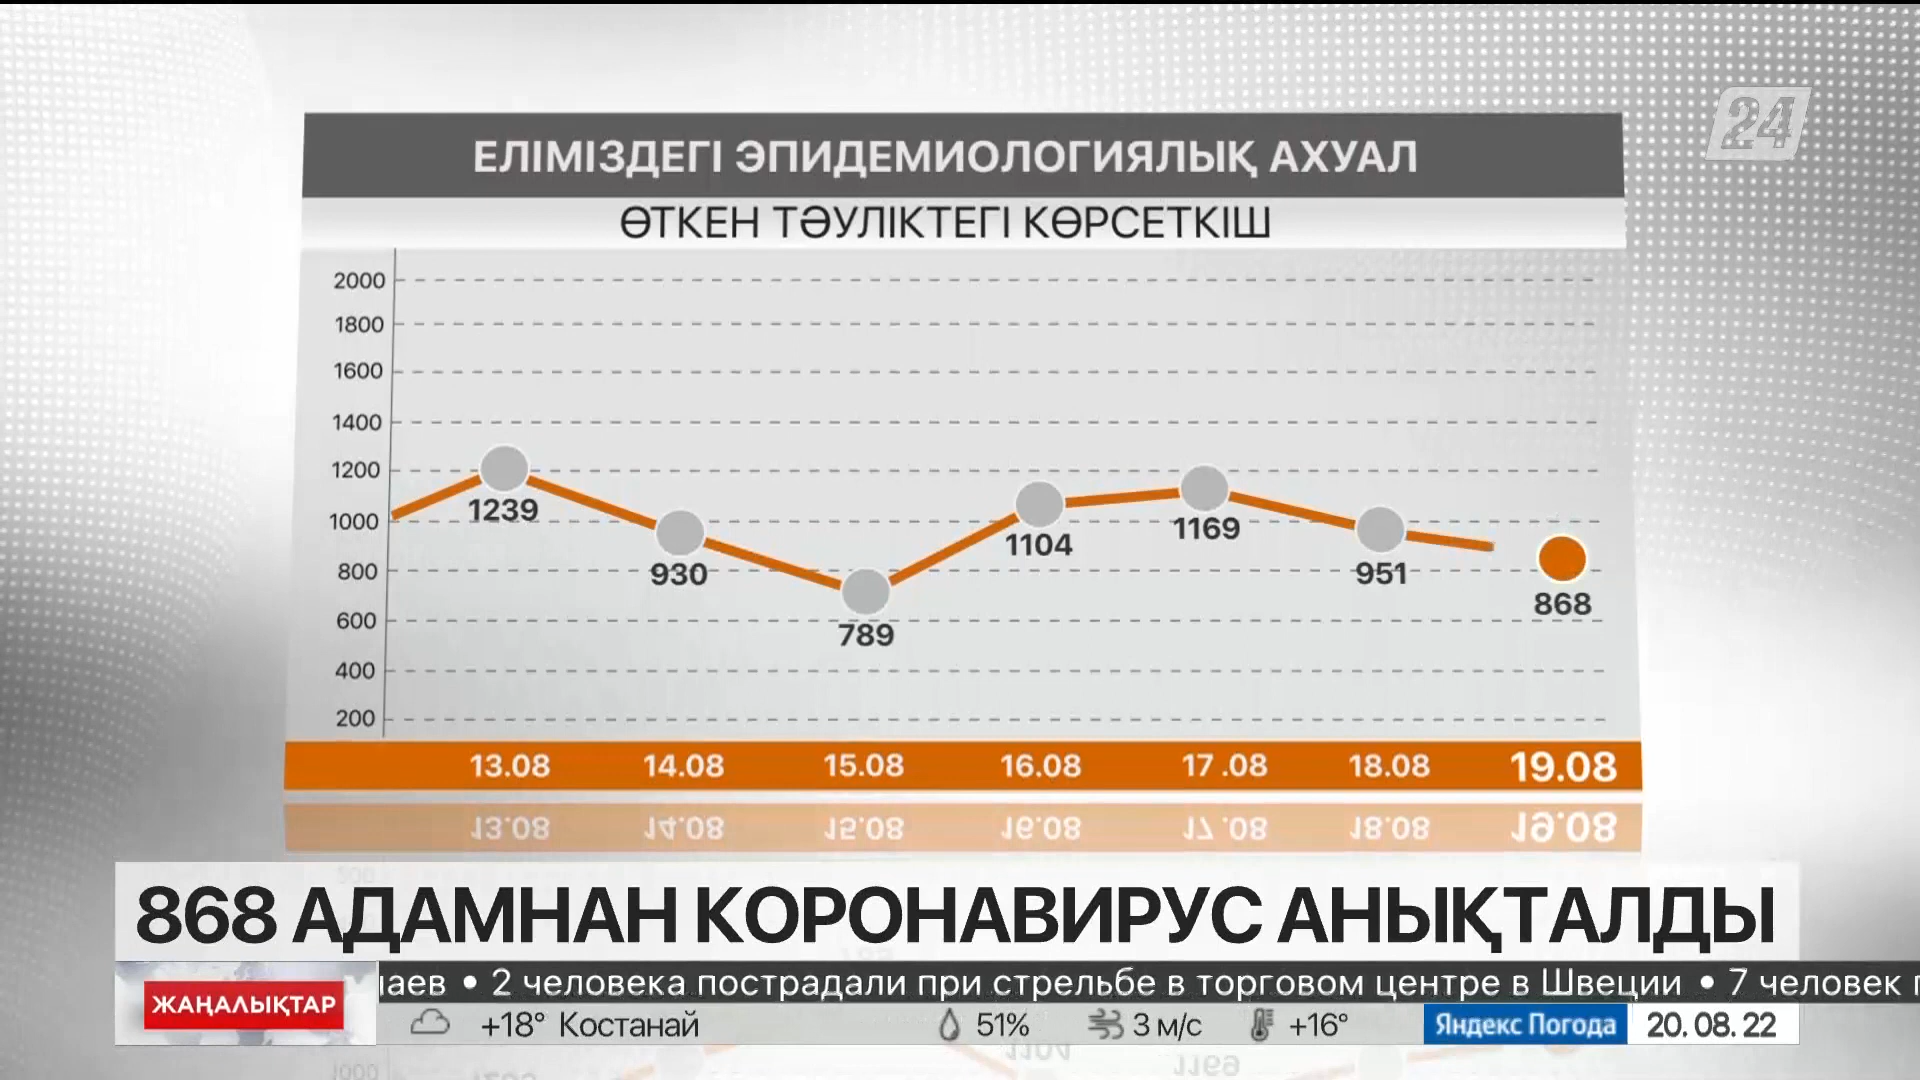 24
ЕЛІМІЗДЕГІ ЭПИДЕМИОЛОГИЯЛЫҚ АХУАЛ
ӨТКЕН ТӘУЛІКТЕГІ КӨРСЕТКІШ
2000
1800
1600
1400
1200
1000
800
600
400
200
1239
930
789
1104
1169
951
868
13.08 14.08 15.08 16.08 17.08 18.08 19.08
868 АДАМНАН КОРОНАВИРУС АНЫҚТАЛДЫ
ЖАҢАЛЫҚТАР
аев • 2 человека пострадали при стрельбе в торговом центре в Швеции • 7 человек
+18° Костанай 51% 3 м/с +16° Яндекс Погода 20. 08. 22